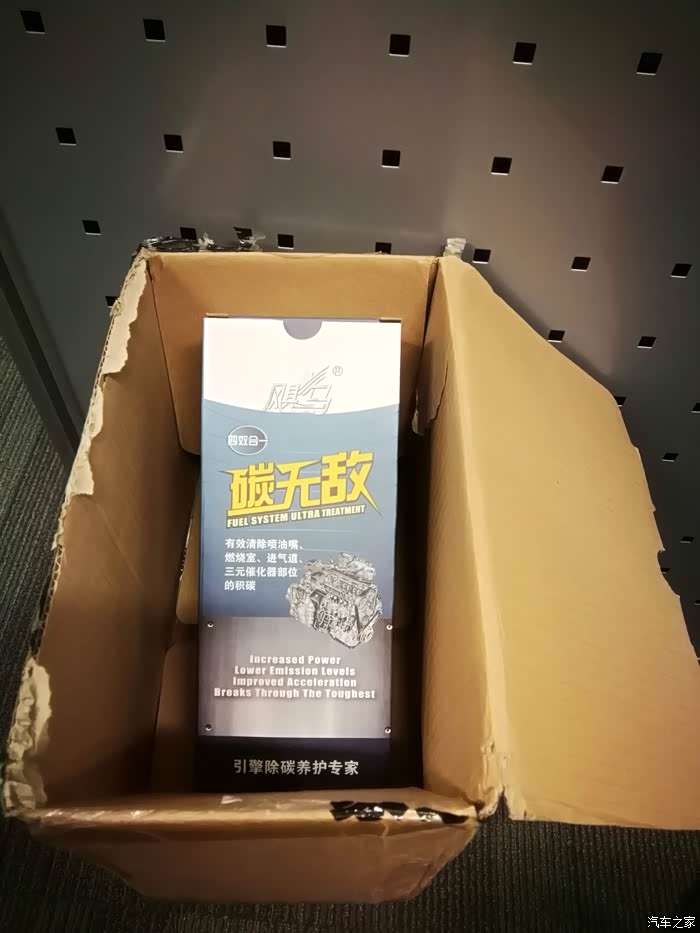 ®
四效合一
碳无敌
FUEL SYSTEM ULTRA TREATMENT
有效清除喷油嘴、
燃烧室、进气道
三元催化器部位
的积碳
Increased Power
Lower Emission Levels
Improved Acceleration
Breaks Through The Toughest
引擎除碳养护专家
汽车之家